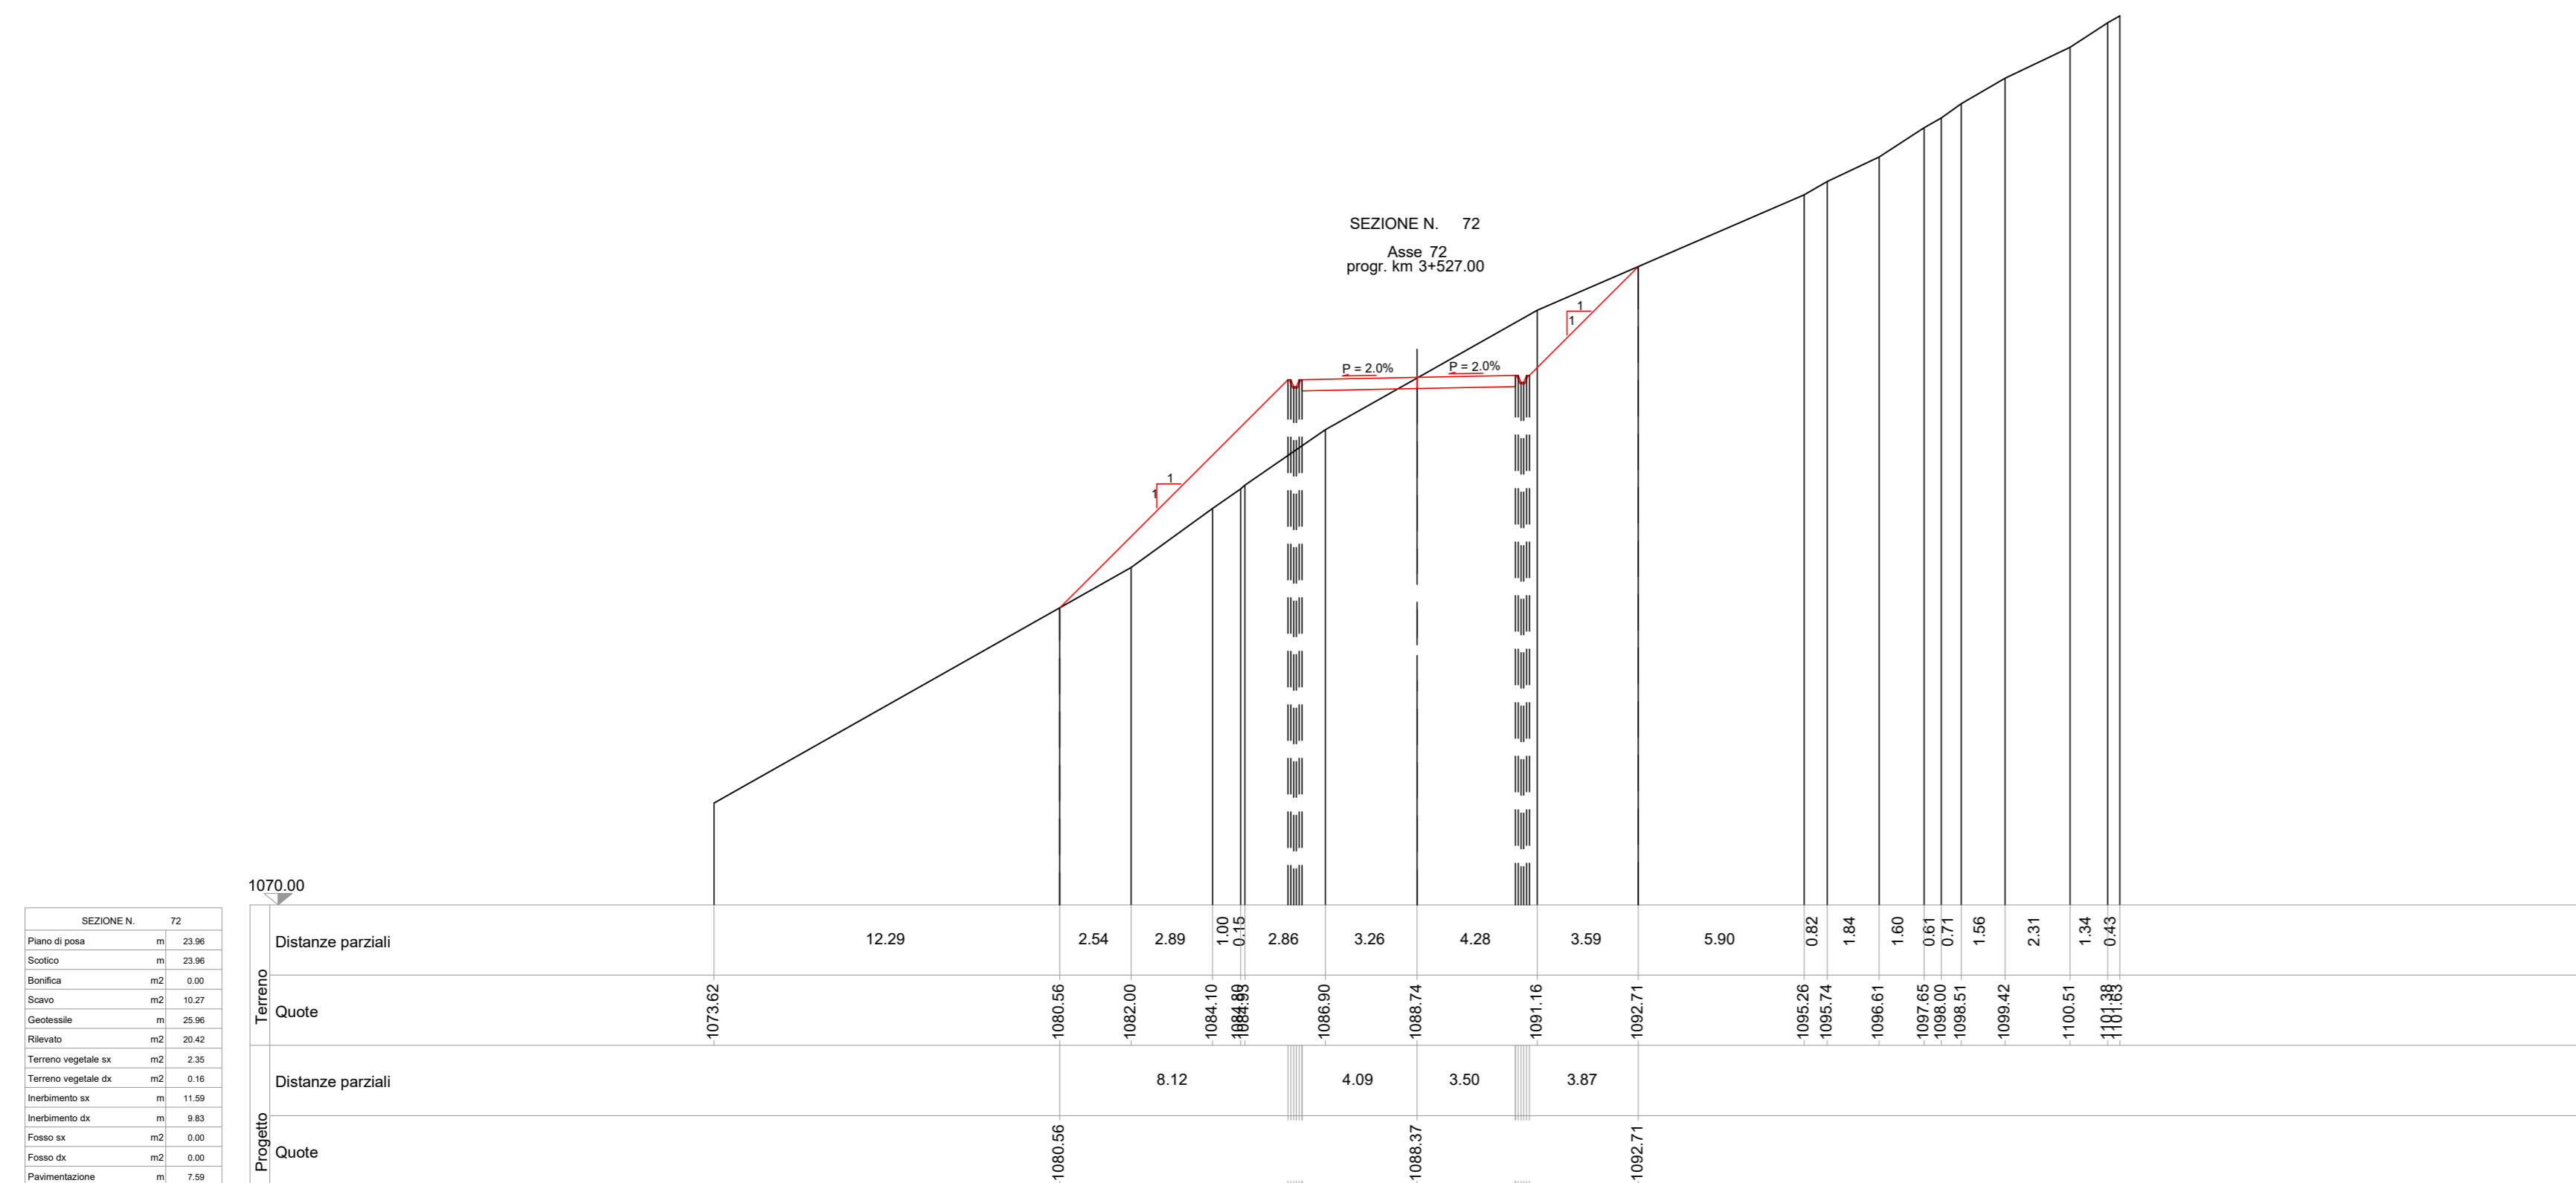 SEZIONE N. 72
Asse 72
progr. km 3+527.00
1
1
P = 2.0%
P = 2.0%
1
1
1070.00
SEZIONE N. 72
Piano di posa m 23.96
Scotico m 23.96
Bonifica m2 0.00
Scavo m2 10.27
Geotessile m 25.96
Rilevato m2 20.42
Terreno vegetale sx m2 2.35
Terreno vegetale dx m2 0.16
Inerbimento sx m 11.59
Inerbimento dx m 9.83
Fosso sx m2 0.00
Fosso dx m2 0.00
Pavimentazione m 7.59
Terreno
Distanze parziali 12.29 2.54 2.89 1.00 0.15 2.86 3.26 4.28 3.59 5.90 0.82 1.84 1.60 0.61 0.71 1.56 2.31 1.34 0.43
Quote 1073.62 1080.56 1082.00 1084.10 1084.80 1084.93 1086.90 1088.74 1091.16 1092.71 1095.26 1095.74 1096.61 1097.65 1098.00 1098.51 1099.42 1100.51 1101.38 1101.63
Progetto
Distanze parziali 8.12 4.09 3.50 3.87
Quote 1080.56 1088.37 1092.71